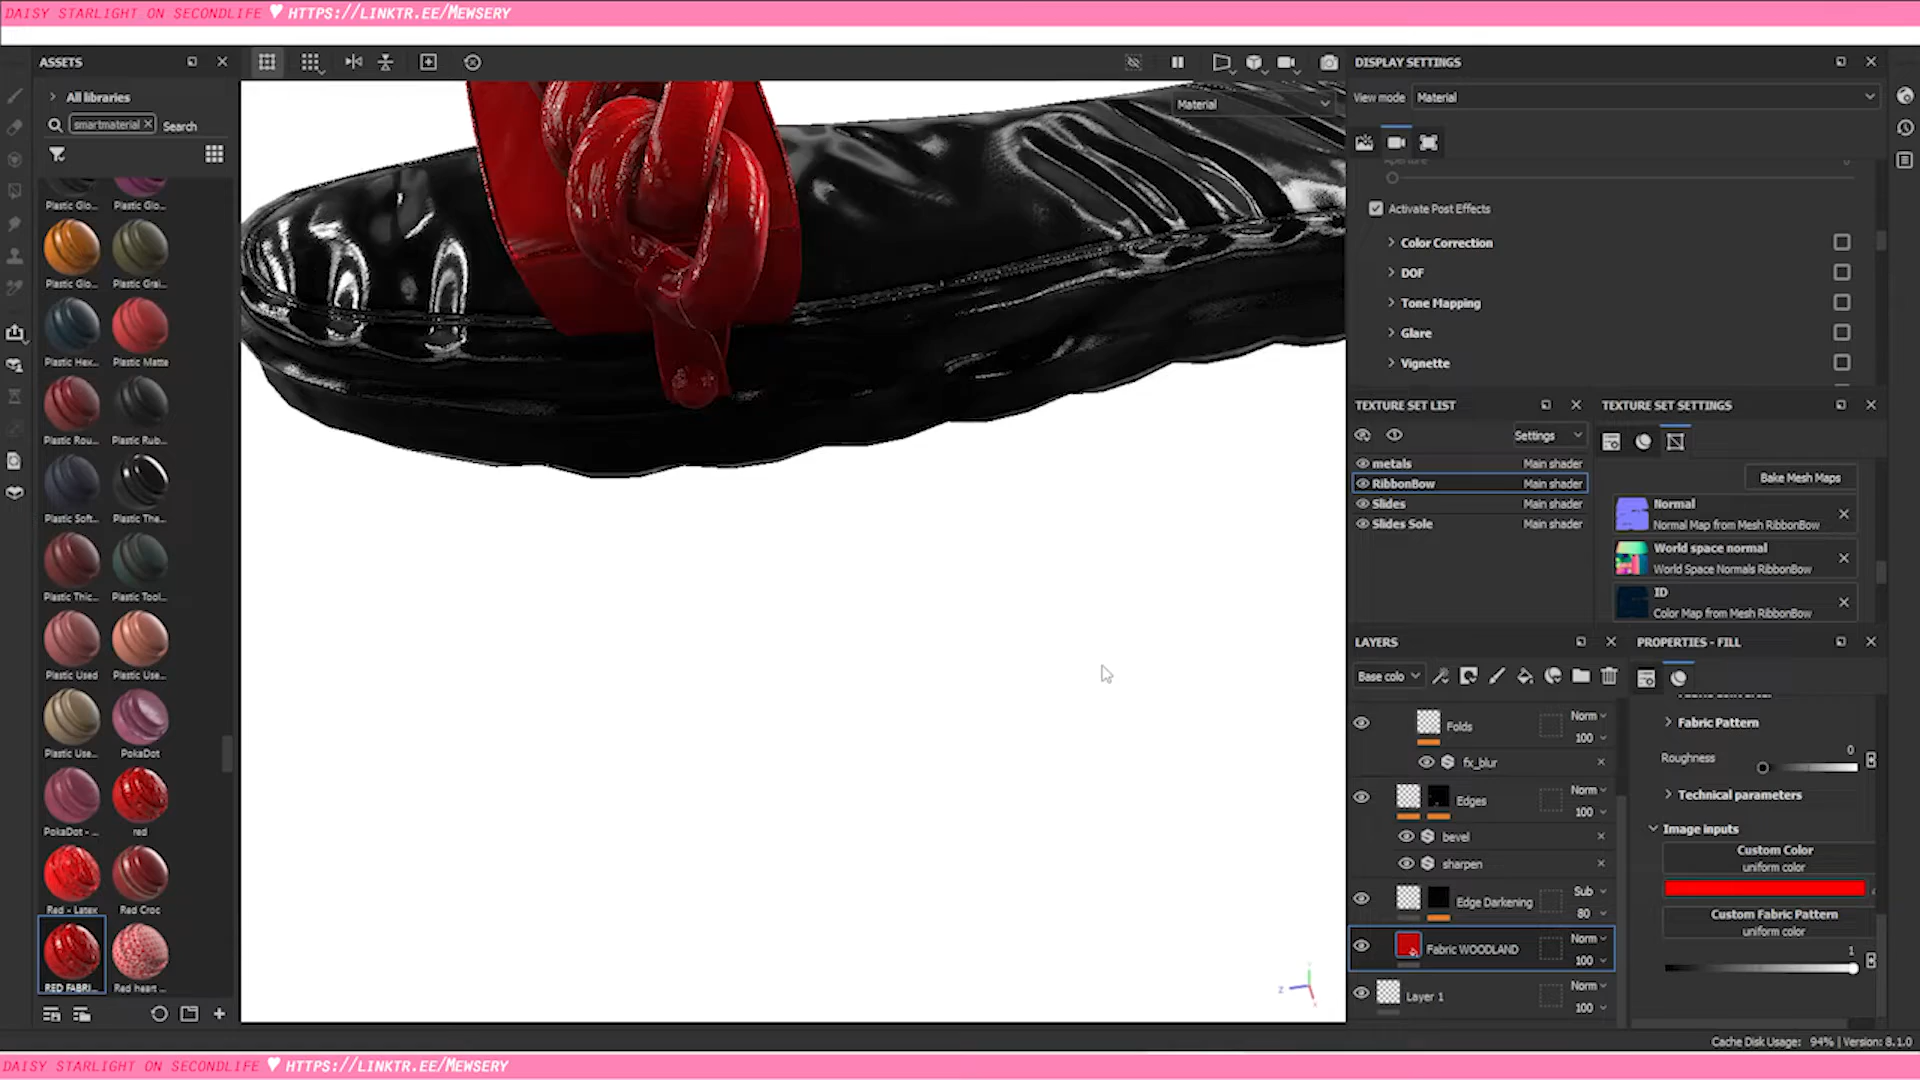 DAISY STARLIGHT ON SECONDLIFE ♥ HTTPS://LINKTR.EE/MEWSERY
ASSETS
All libraries
smartmaterial
Search
Plastic Glo... Plastic Glo...
Plastic Glo... Plastic Grai...
Plastic Hex... Plastic Matte
Plastic Rou... Plastic Rub...
Plastic Soft... Plastic The...
Plastic Thic... Plastic Tool...
Plastic Used Plastic Use...
Plastic Use... PokaDot
PokaDot - ... red
Red - Latex Red Croc
RED FABRI... Red heart ...
Material
DISPLAY SETTINGS
View mode Material
Aperture
Activate Post Effects
Color Correction
DOF
Tone Mapping
Glare
Vignette
TEXTURE SET LIST
Settings
metals Main shader
RibbonBow Main shader
Slides Main shader
Slides Sole Main shader
TEXTURE SET SETTINGS
Bake Mesh Maps
Normal
Normal Map from Mesh RibbonBow
World space normal
World Space Normals RibbonBow
ID
Color Map from Mesh RibbonBow
LAYERS
Base colo
Folds Norm
100
fx_blur
Edges Norm
100
bevel
sharpen
Edge Darkening Sub
80
Fabric WOODLAND Norm
100
Layer 1 Norm
100
PROPERTIES - FILL
Fabric Pattern
Roughness 0
Technical parameters
Image inputs
Custom Color
uniform color
Custom Fabric Pattern
uniform color
1
Cache Disk Usage: 94% | Version: 8.1.0
DAISY STARLIGHT ON SECONDLIFE ♥ HTTPS://LINKTR.EE/MEWSERY